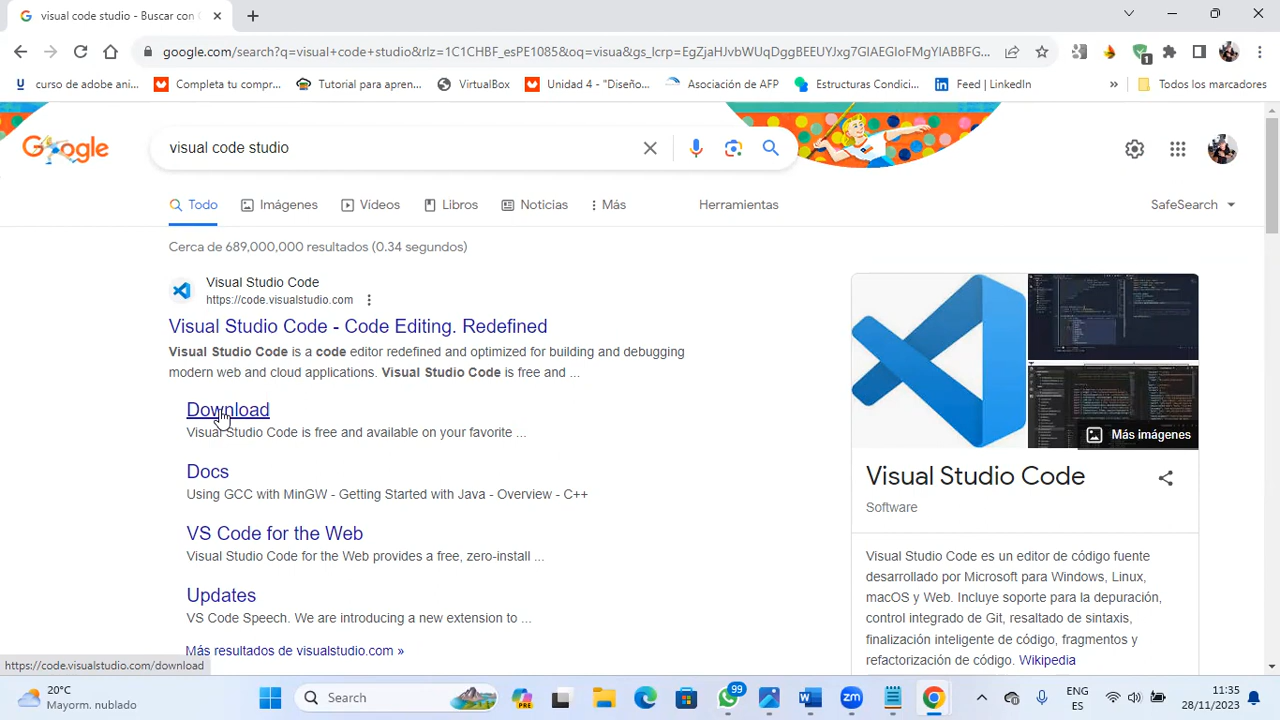 visual code studio - Buscar con
google.com/search?q=visual+code+studio&rlz=1C1CHBF_esPE1085&oq=visua&gs_lcrp=EgZjaHJvbWUqDggBEEUYJxg7GIAEGIoFMgYIABBFG...
curso de adobe ani... Completa tu compr... Tutorial para apren... VirtualBox Unidad 4 - "Diseño... Asociación de AFP Estructuras Condici... Feed | LinkedIn » Todos los marcadores
Google visual code studio
Todo Imágenes Videos Libros Noticias Más Herramientas SafeSearch
Cerca de 689,000,000 resultados (0.34 segundos)
Visual Studio Code
https://code.visualstudio.com
Visual Studio Code - Code Editing. Redefined
Visual Studio Code is a code redefined and optimized for building and debugging
modern web and cloud applications. Visual Studio Code is free and ...
Download
Visual Studio Code is free and available on your favorite ...
Docs
Using GCC with MinGW - Getting Started with Java - Overview - C++
VS Code for the Web
Visual Studio Code for the Web provides a free, zero-install ...
Updates
VS Code Speech. We are introducing a new extension to ...
Más resultados de visualstudio.com »
Más imágenes
Visual Studio Code
Software
Visual Studio Code es un editor de código fuente
desarrollado por Microsoft para Windows, Linux,
macOS y Web. Incluye soporte para la depuración,
control integrado de Git, resaltado de sintaxis,
finalización inteligente de código, fragmentos y
refactorización de código. Wikipedia
https://code.visualstudio.com/download
20°C
Mayorm. nublado
Search
99
ENG
ES
11:35
28/11/2023